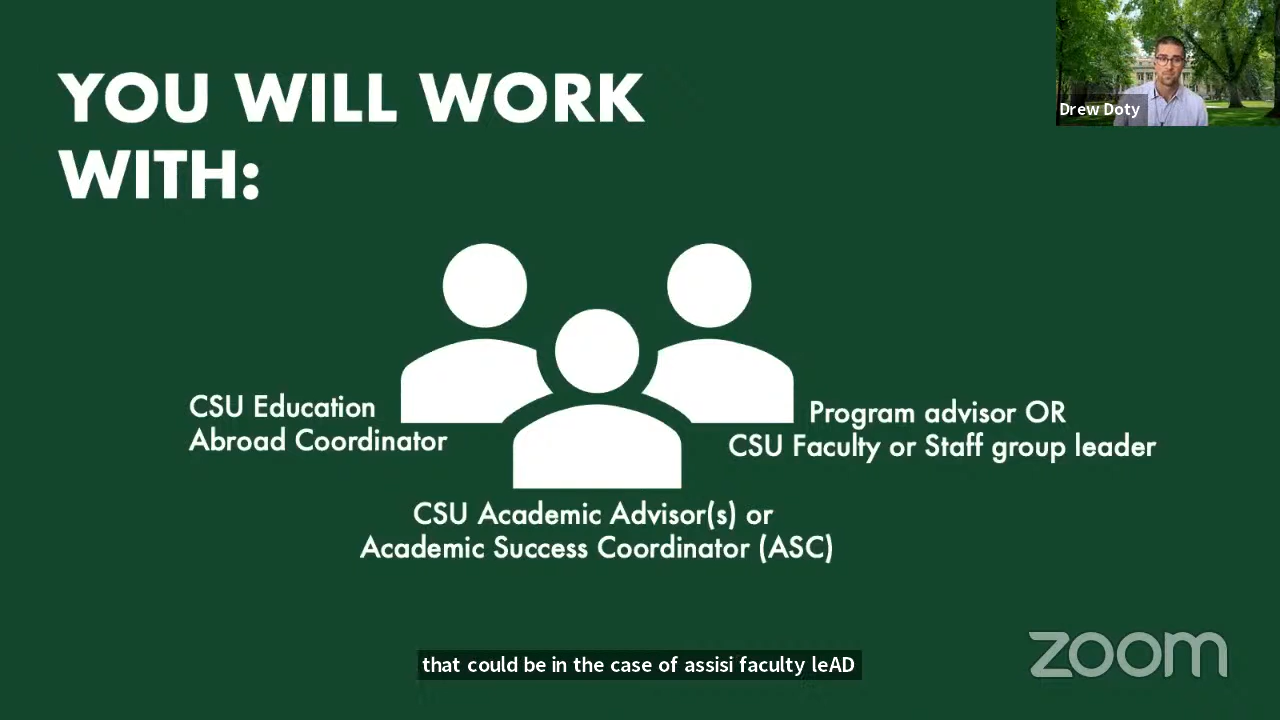 YOU WILL WORK
WITH:
Drew Doty
CSU Education
Abroad Coordinator
Program advisor OR
CSU Faculty or Staff group leader
CSU Academic Advisor(s) or
Academic Success Coordinator (ASC)
that could be in the case of assisi faculty leAD
zoom